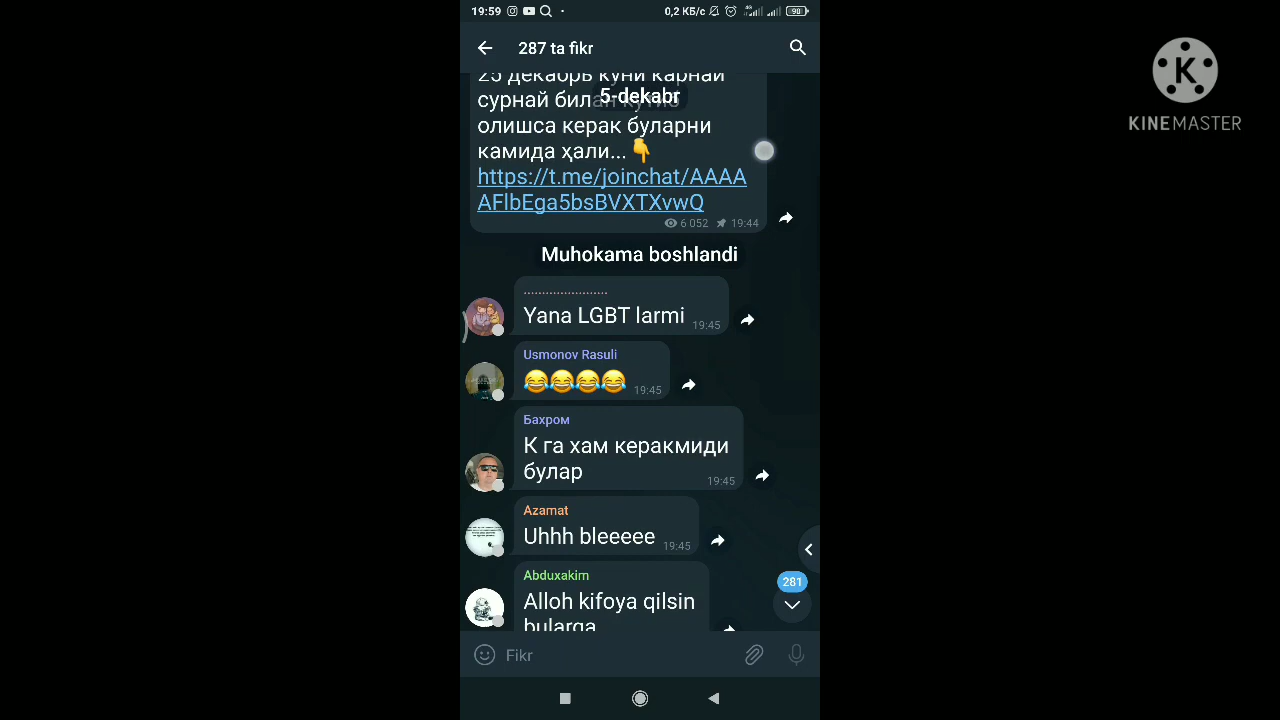 19:59
0,2 КБ/с
4G
90
287 ta fikr
25 декабрь куни карнай
5-dekabr
сурнай билан кутиб
олишса керак буларни
камида ҳали...
https://t.me/joinchat/AAAA
AFlbEga5bsBVXTXvwQ
6 052 19:44
Muhokama boshlandi
.......................
Yana LGBT larmi 19:45
Usmonov Rasuli
😂😂😂😂 19:45
Бахром
К га хам керакмиди
булар 19:45
Azamat
Uhhh bleeeee 19:45
Abduxakim
Alloh kifoya qilsin
bularga
281
Fikr
K
KINEMASTER